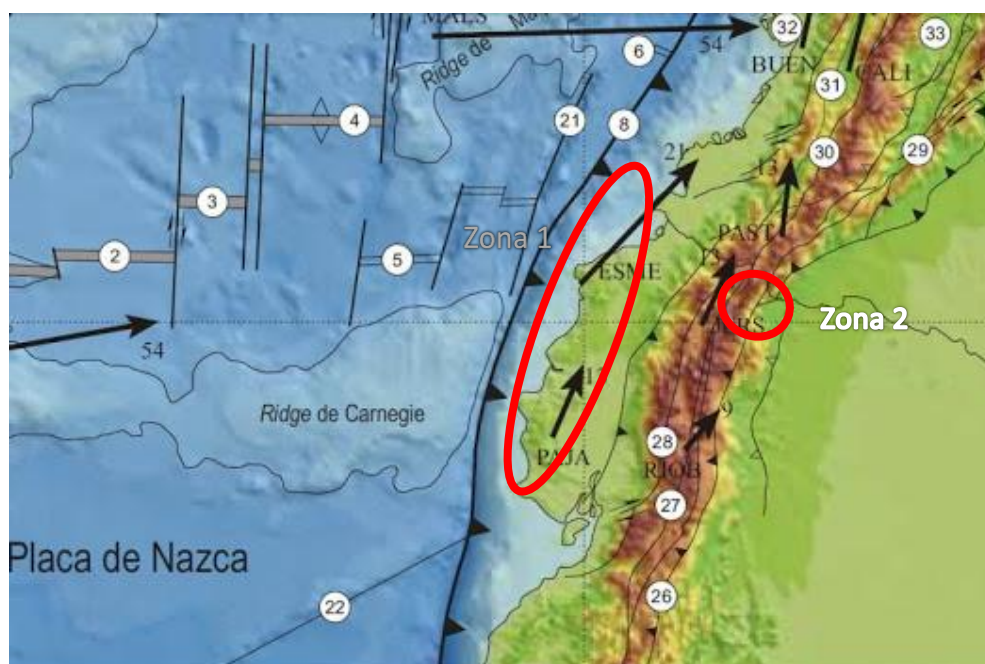 MALS
Ridge de
54
32
33
BUEN
CALI
6
31
21
8
4
21
13
30
29
3
PAST
Zona 1
2
5
ESME
Zona 2
54
Ridge de Carnegie
9
28
PAJA
RIOB
27
Placa de Nazca
22
26